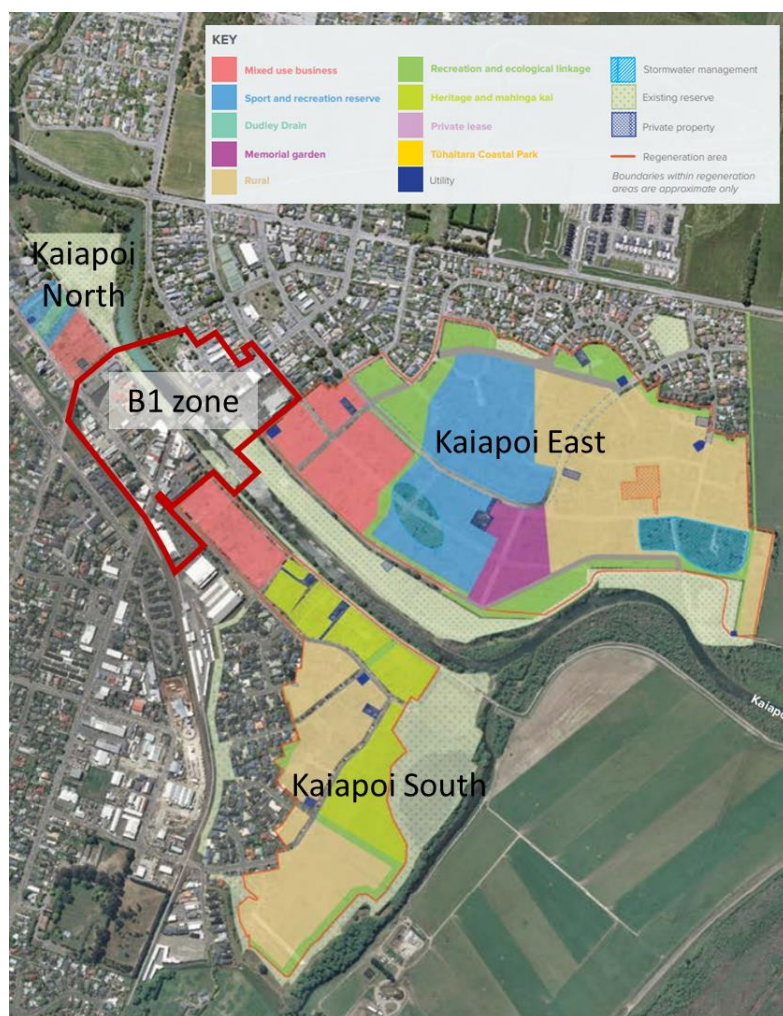 KEY
Mixed use business
Sport and recreation reserve
Dudley Drain
Memorial garden
Rural
Recreation and ecological linkage
Heritage and mahinga kai
Private lease
Tūhaitara Coastal Park
Utility
Stormwater management
Existing reserve
Private property
Regeneration area
Boundaries within regeneration
areas are approximate only
Kaiapoi
North
B1 zone
Kaiapoi East
Kaiapoi South